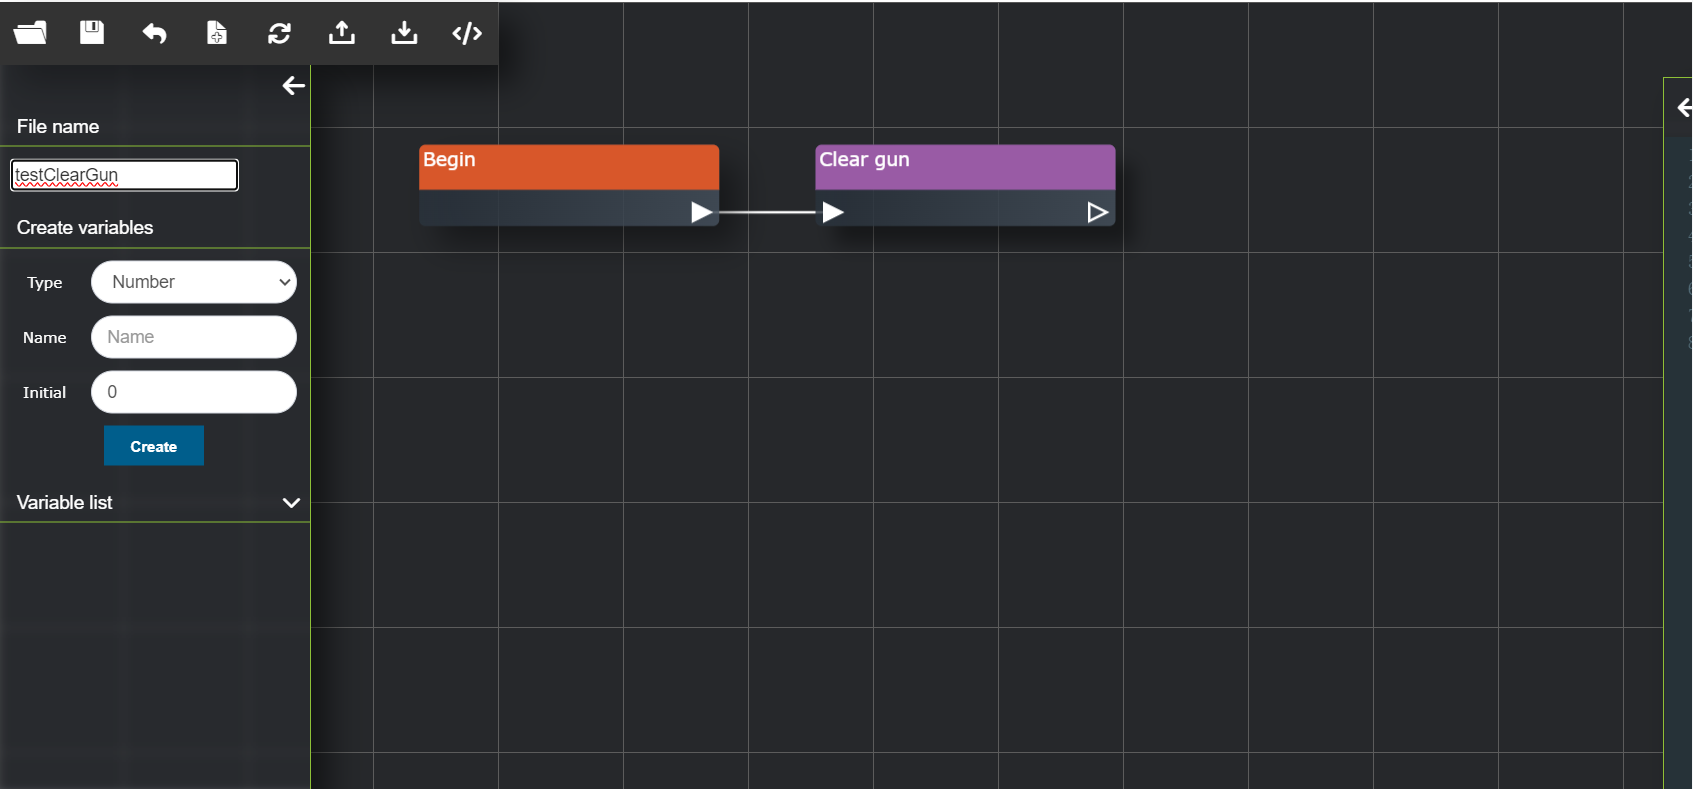 File name
testClearGun
Create variables
Type Number
Name Name
Initial 0
Create
Variable list
Begin
Clear gun